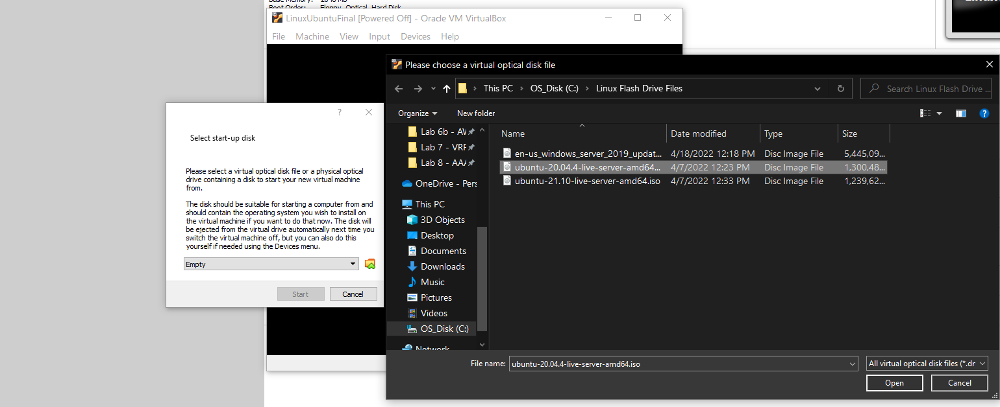 Base Memory: 2048 MB
Boot Order: Floppy, Optical, Hard Disk
LinuxUbuntuFinal [Powered Off] - Oracle VM VirtualBox
File Machine View Input Devices Help
Please choose a virtual optical disk file
This PC › OS_Disk (C:) › Linux Flash Drive Files
Search Linux Flash Drive ...
Organize
New folder
?
Select start-up disk
Please select a virtual optical disk file or a physical optical
drive containing a disk to start your new virtual machine
from.
The disk should be suitable for starting a computer from and
should contain the operating system you wish to install on
the virtual machine if you want to do that now. The disk will
be ejected from the virtual drive automatically next time you
switch the virtual machine off, but you can also do this
yourself if needed using the Devices menu.
Empty
Start
Cancel
Lab 6b - AV
Lab 7 - VRF
Lab 8 - AAA
OneDrive - Pers
This PC
3D Objects
Desktop
Documents
Downloads
Music
Pictures
Videos
OS_Disk (C:)
Network
Name Date modified Type Size
en-us_windows_server_2019_updat... 4/18/2022 12:18 PM Disc Image File 5,445,09...
ubuntu-20.04.4-live-server-amd64... 4/7/2022 12:23 PM Disc Image File 1,300,48...
ubuntu-21.10-live-server-amd64.iso 4/7/2022 12:33 PM Disc Image File 1,239,62...
File name: ubuntu-20.04.4-live-server-amd64.iso
All virtual optical disk files (*.dr
Open
Cancel